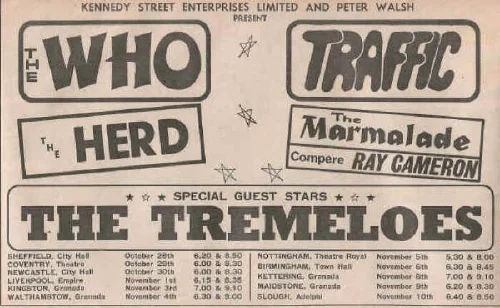 KENNEDY STREET ENTERPRISES LIMITED AND PETER WALSH
PRESENT
THE WHO
TRAFFIC
THE HERD
The Marmalade
Compère RAY CAMERON
SPECIAL GUEST STARS
THE TREMELOES
SHEFFIELD, City Hall October 28th 6.20 & 8.50
COVENTRY, Theatre October 29th 6.00 & 8.30
NEWCASTLE, City Hall October 30th 6.00 & 8.30
LIVERPOOL, Empire November 1st 6.15 & 8.35
KINGSTON, Granada November 3rd 7.00 & 9.10
WALTHAMSTOW, Granada November 4th 6.30 & 9.00
NOTTINGHAM, Theatre Royal November 5th 5.30 & 8.00
BIRMINGHAM, Town Hall November 6th 6.30 & 8.45
KETTERING, Granada November 8th 7.00 & 9.10
MAIDSTONE, Granada November 9th 6.20 & 8.35
SLOUGH, Adelphi November 10th 6.40 &